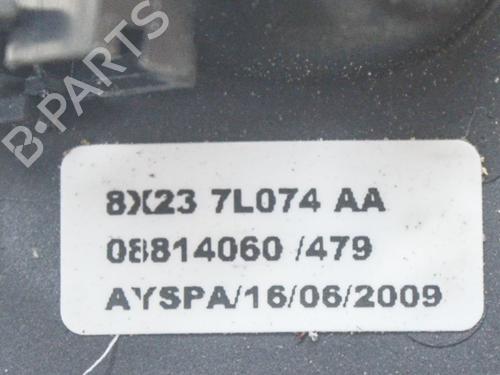 B-PARTS
8X23 7L074 AA
08814060 /479
AYSPA/16/06/2009